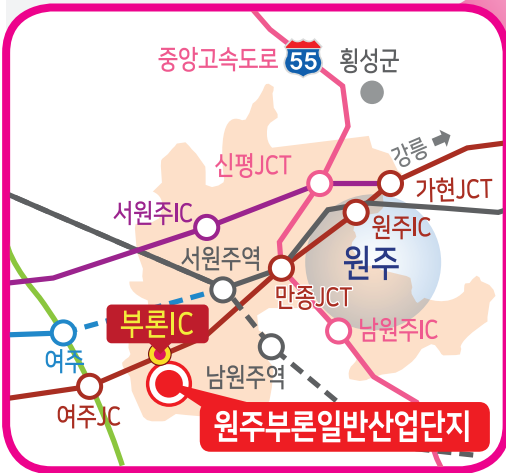 중앙고속도로
55
횡성군
강릉
신평JCT
가현JCT
서원주IC
원주IC
서원주역
원주
만종JCT
부론IC
남원주IC
여주
남원주역
여주JC
원주부론일반산업단지